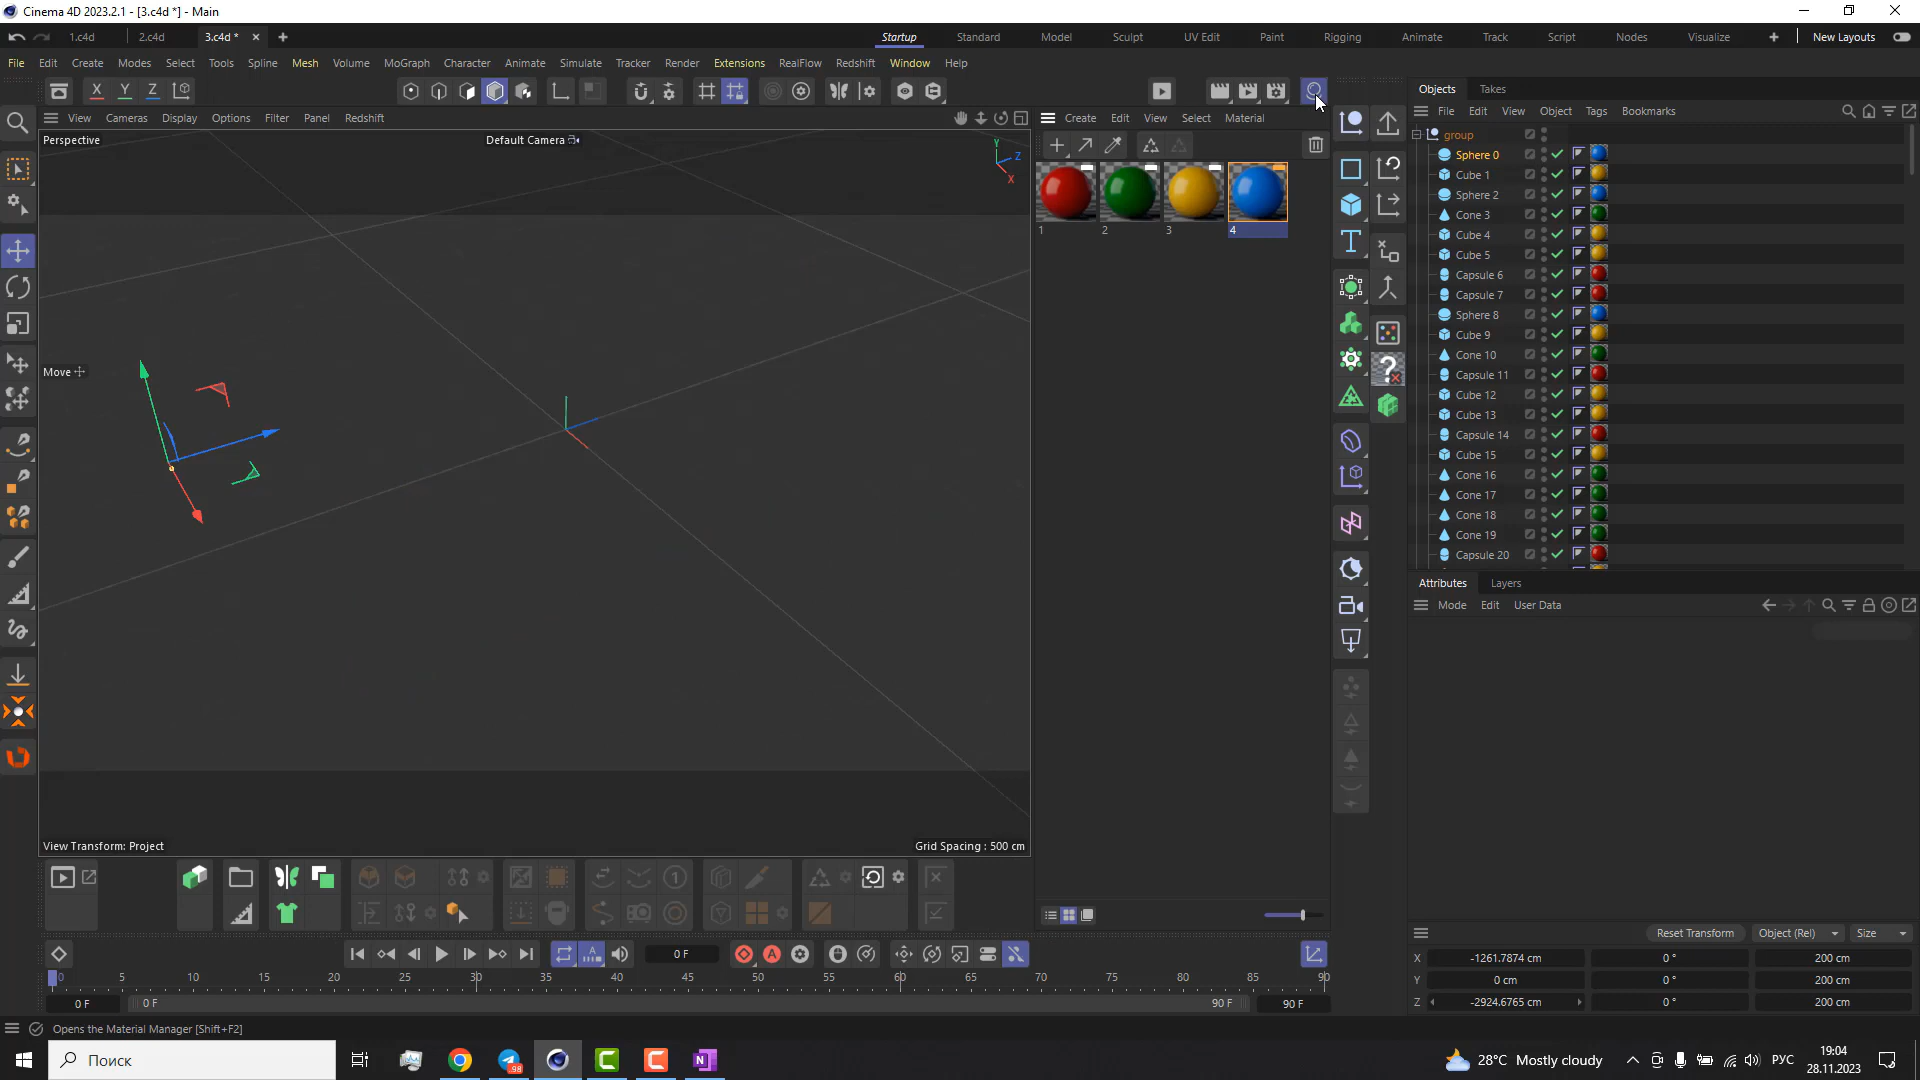 Cinema 4D 2023.2.1 - [3.c4d *] - Main
1.c4d 2.c4d 3.c4d *
Startup Standard Model Sculpt UV Edit Paint Rigging Animate Track Script Nodes Visualize New Layouts
File Edit Create Modes Select Tools Spline Mesh Volume MoGraph Character Animate Simulate Tracker Render Extensions RealFlow Redshift Window Help
X Y Z
Objects Takes
File Edit View Object Tags Bookmarks
View Cameras Display Options Filter Panel Redshift
Create Edit View Select Material
Perspective
Default Camera
Y
Z
X
1 2 3 4
Move
group
Sphere 0
Cube 1
Sphere 2
Cone 3
Cube 4
Cube 5
Capsule 6
Capsule 7
Sphere 8
Cube 9
Cone 10
Capsule 11
Cube 12
Cube 13
Capsule 14
Cube 15
Cone 16
Cone 17
Cone 18
Cone 19
Capsule 20
Attributes Layers
Mode Edit User Data
View Transform: Project
Grid Spacing : 500 cm
Reset Transform Object (Rel) Size
X -1261.7874 cm 0 ° 200 cm
Y 0 cm 0 ° 200 cm
Z -2924.6765 cm 0 ° 200 cm
0 F
0 5 10 15 20 25 30 35 40 45 50 55 60 65 70 75 80 85 90
0 F 0 F 90 F 90 F
Opens the Material Manager [Shift+F2]
Поиск
98
28°C Mostly cloudy
РУС
19:04
28.11.2023